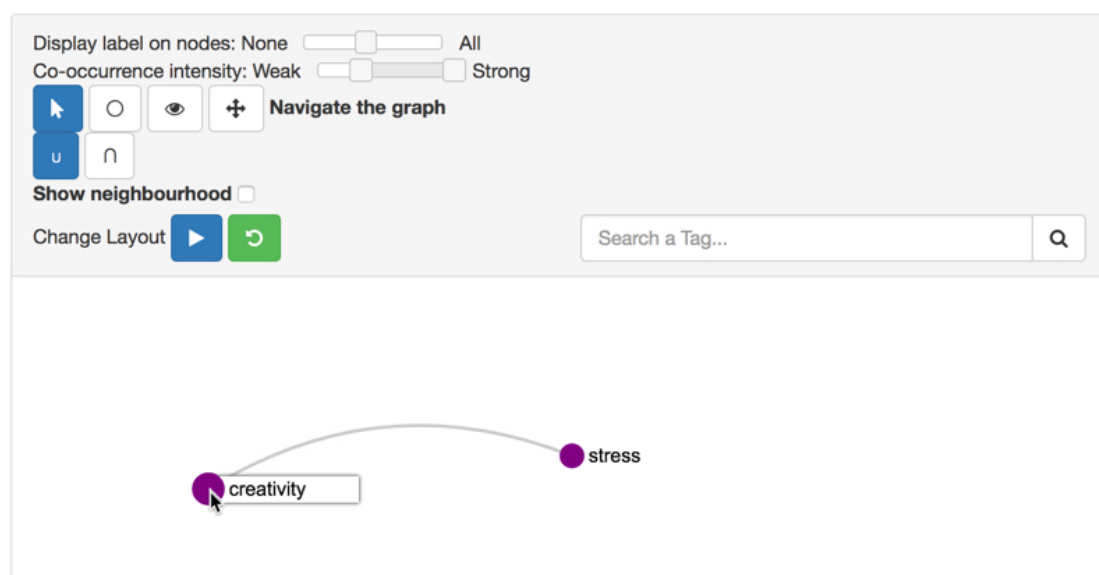 Display label on nodes: None All
Co-occurrence intensity: Weak Strong
Navigate the graph
∪ ∩
Show neighbourhood
Change Layout Search a Tag...
stress
creativity